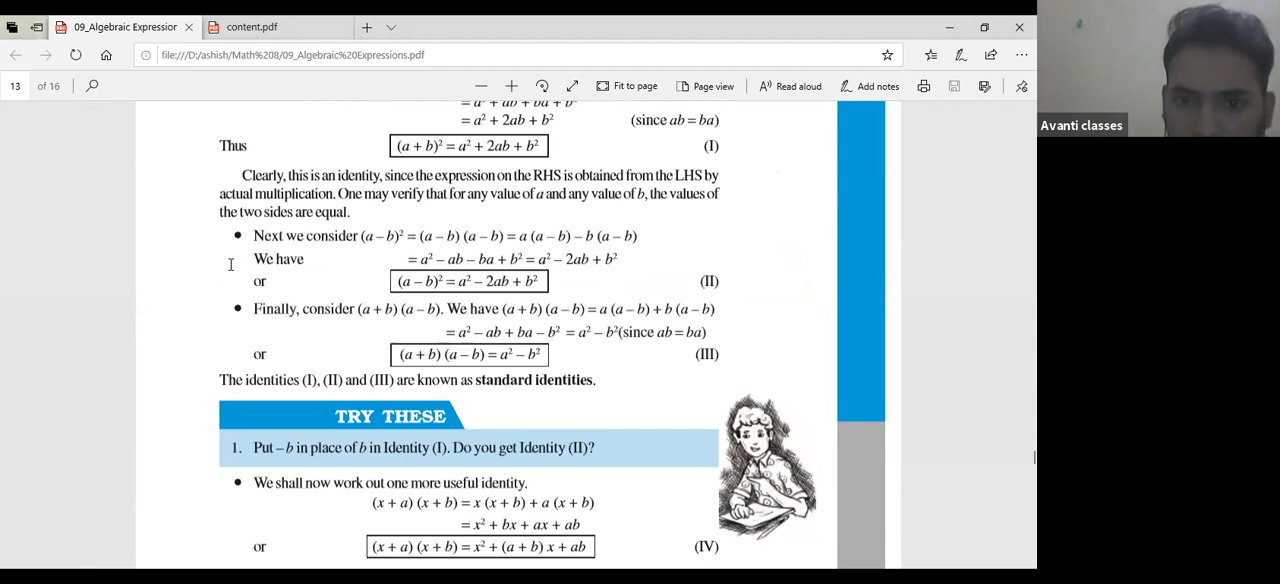 09_Algebraic Expression
content.pdf
file:///D:/ashish/Math%208/09_Algebraic%20Expressions.pdf
13 of 16
Fit to page
Page view
Read aloud
Add notes
Avanti classes
= a² + ab + ba + b²
= a² + 2ab + b² (since ab = ba)
Thus (a + b)² = a² + 2ab + b² (I)
Clearly, this is an identity, since the expression on the RHS is obtained from the LHS by
actual multiplication. One may verify that for any value of a and any value of b, the values of
the two sides are equal.
• Next we consider (a – b)² = (a – b) (a – b) = a (a – b) – b (a – b)
We have = a² – ab – ba + b² = a² – 2ab + b²
or (a – b)² = a² – 2ab + b² (II)
• Finally, consider (a + b) (a – b). We have (a + b) (a – b) = a (a – b) + b (a – b)
= a² – ab + ba – b² = a² – b²(since ab = ba)
or (a + b) (a – b) = a² – b² (III)
The identities (I), (II) and (III) are known as standard identities.
TRY THESE
1. Put – b in place of b in Identity (I). Do you get Identity (II)?
• We shall now work out one more useful identity.
(x + a) (x + b) = x (x + b) + a (x + b)
= x² + bx + ax + ab
or (x + a) (x + b) = x² + (a + b) x + ab (IV)